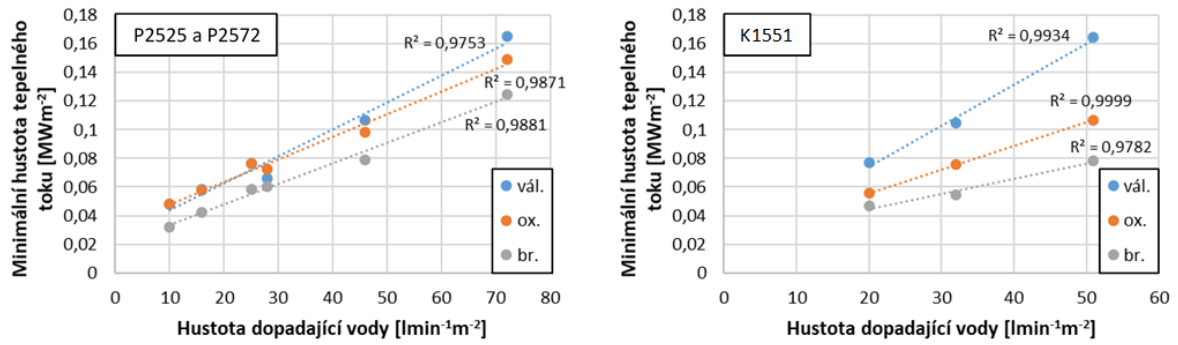 P2525 a P2572
Minimální hustota tepelného
toku [MWm⁻²]
0,18
0,16
0,14
0,12
0,1
0,08
0,06
0,04
0,02
0
R² = 0,9753
R² = 0,9871
R² = 0,9881
vál.
ox.
br.
0 10 20 30 40 50 60 70 80
Hustota dopadající vody [lmin⁻¹m⁻²]
K1551
Minimální hustota tepelného
toku [MWm⁻²]
0,18
0,16
0,14
0,12
0,1
0,08
0,06
0,04
0,02
0
R² = 0,9934
R² = 0,9999
R² = 0,9782
vál.
ox.
br.
0 10 20 30 40 50 60
Hustota dopadající vody [lmin⁻¹m⁻²]